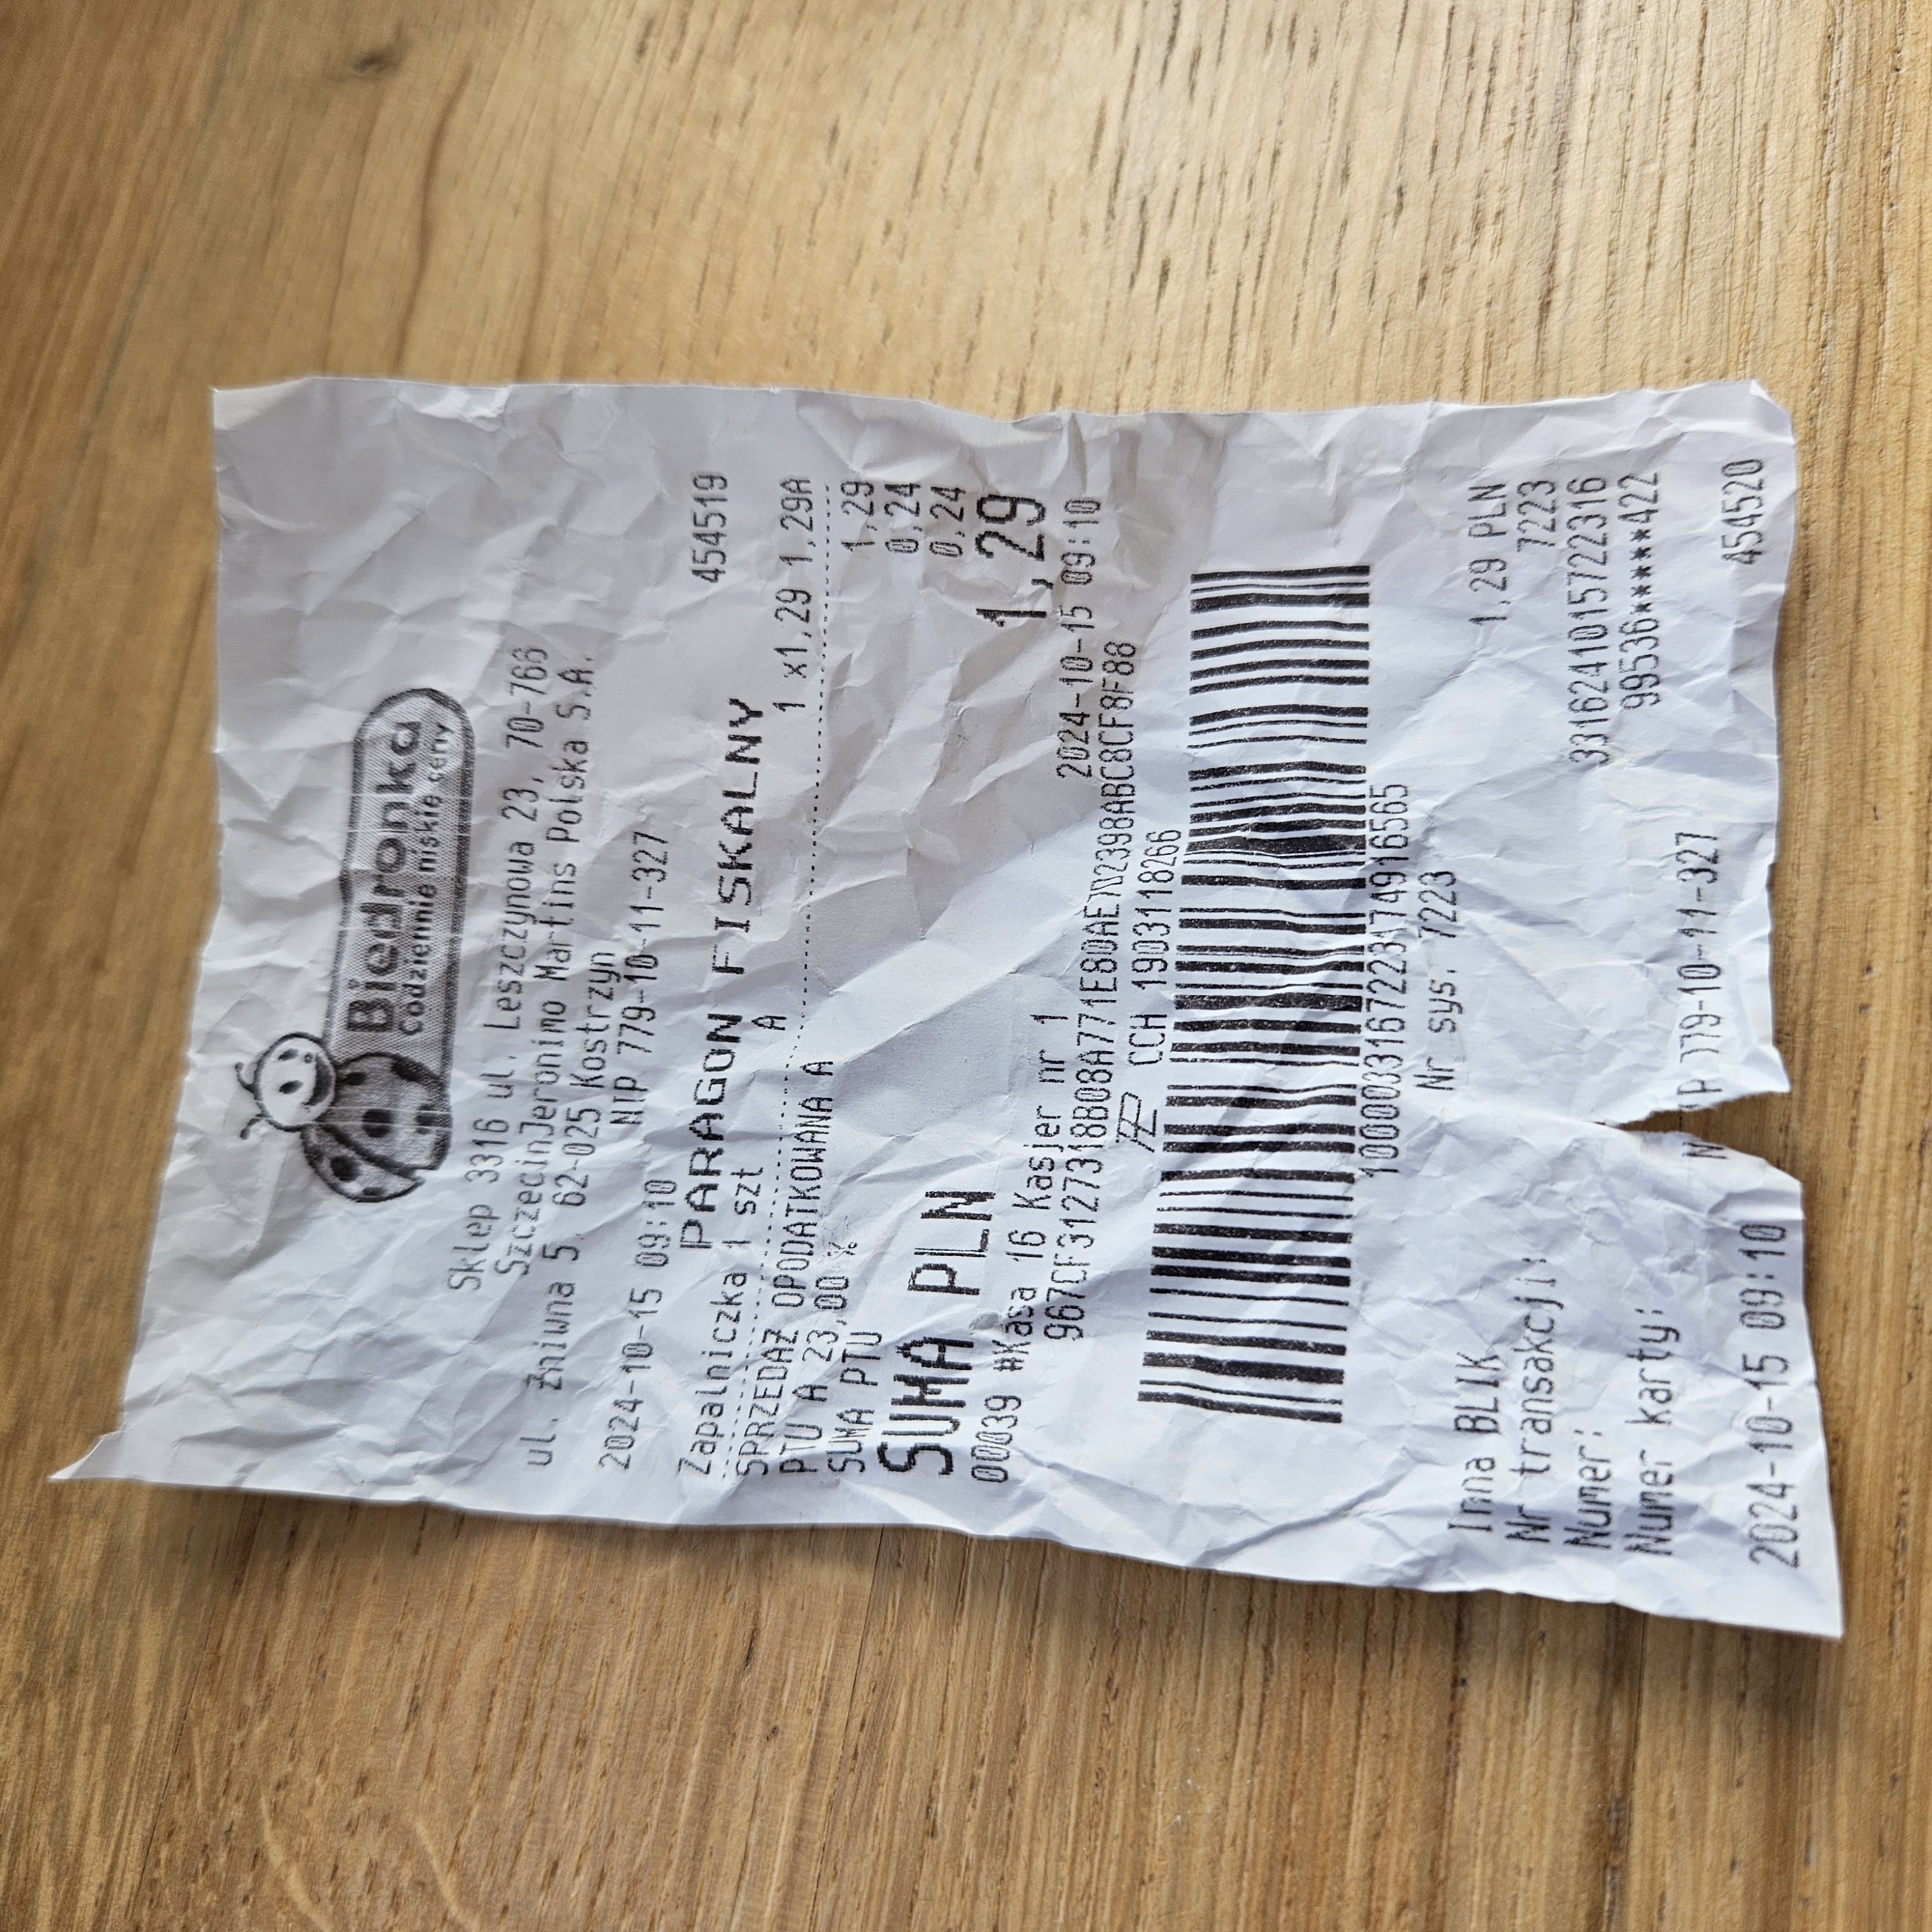 Biedronka
Codziennie niskie ceny
Sklep 3316 ul. Leszczynowa 23, 70-766
SzczecinJeronimo Martins Polska S.A.
ul. Żniwna 5, 62-025 Kostrzyn
NIP 779-10-11-327
2024-10-15 09:10 454519
PARAGON FISKALNY
Zapalniczka 1 szt A 1 x1,29 1,29A
SPRZEDAŻ OPODATKOWANA A 1,29
PTU A 23,00 % 0,24
SUMA PTU 0,24
SUMA PLN 1,29
00039 #Kasa 16 Kasjer nr 1 2024-10-15 09:10
967CF3127318B08A771E80AE7D2398ABC8CF8F88
CCH 1903118266
1000033167223174916565
Nr sys. 7223
Inna BLIK 1,29 PLN
Nr transakcji: 7223
Numer: 3316241015722316
Numer karty: 99536*****422
NIP 779-10-11-327
2024-10-15 09:10 454520